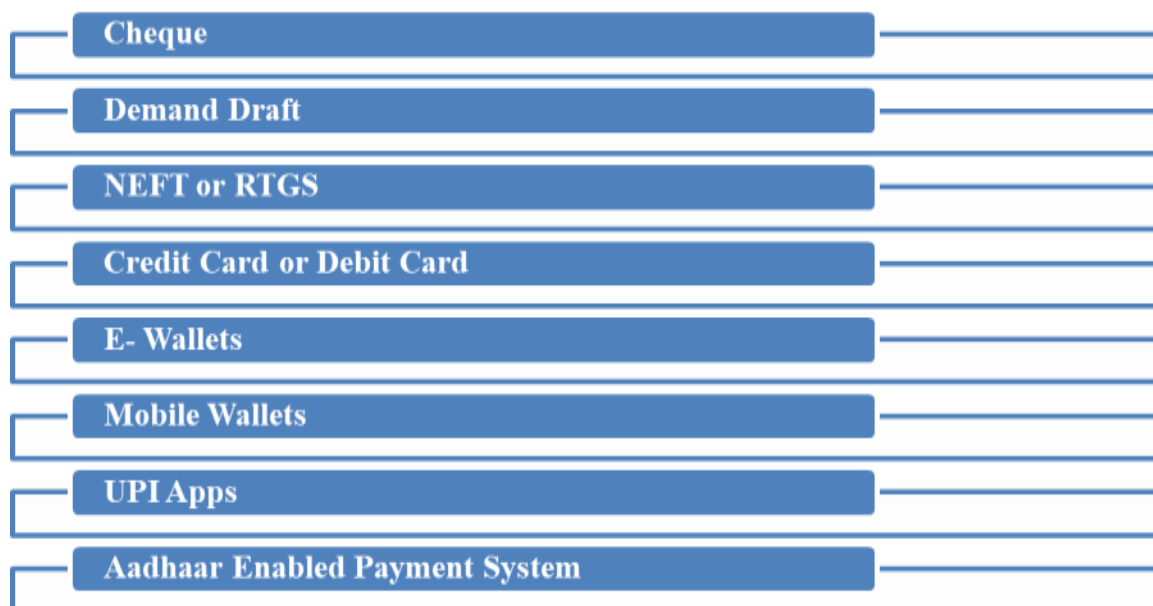 Cheque
Demand Draft
NEFT or RTGS
Credit Card or Debit Card
E- Wallets
Mobile Wallets
UPI Apps
Aadhaar Enabled Payment System